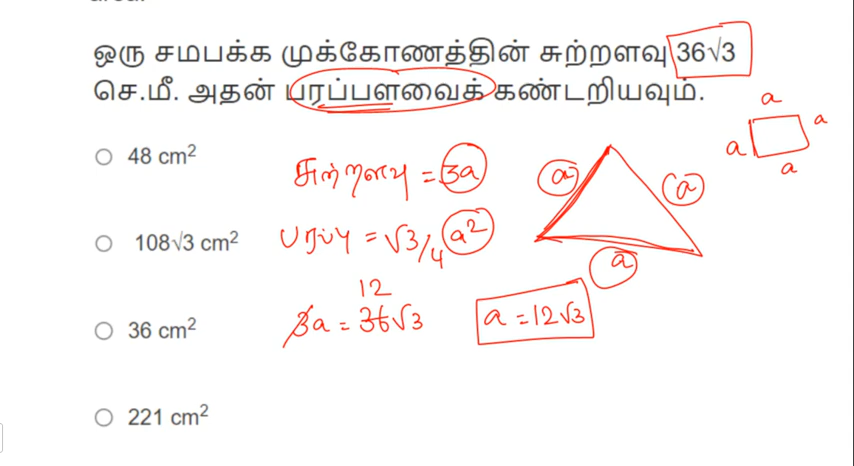 ஒரு சமபக்க முக்கோணத்தின் சுற்றளவு 36√3
செ.மீ. அதன் பரப்பளவைக் கண்டறியவும்.
a
a
a
a
48 cm²
சுற்றளவு = 3a
a
a
a
108√3 cm²
பரப்பு = √3/4 a²
12
36 cm²
3a = 36√3
a = 12√3
221 cm²